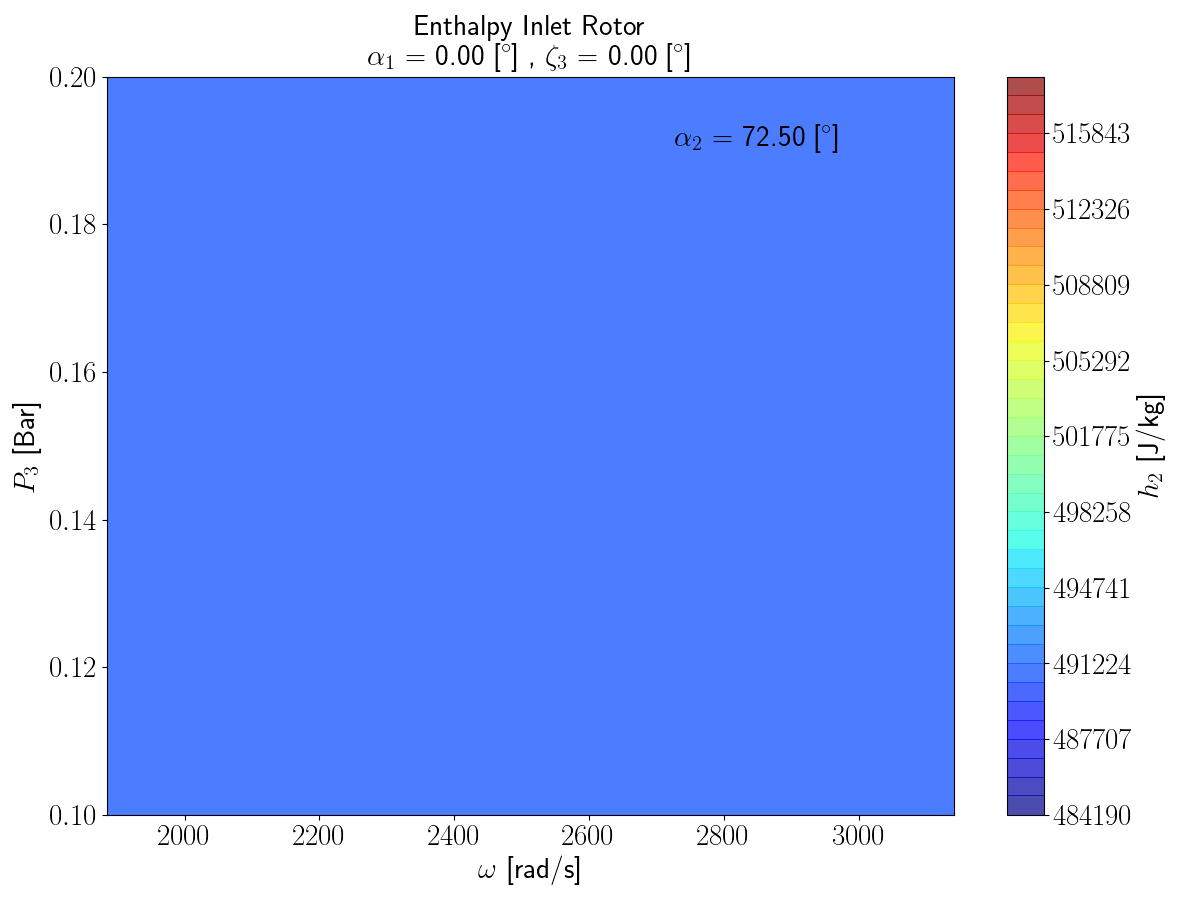 Enthalpy Inlet Rotor
α₁ = 0.00 [°] , ζ₃ = 0.00 [°]
α₂ = 72.50 [°]
0.20
0.18
0.16
0.14
0.12
0.10
P₃ [Bar]
2000 2200 2400 2600 2800 3000
ω [rad/s]
515843
512326
508809
505292
501775
498258
494741
491224
487707
484190
h₂ [J/kg]